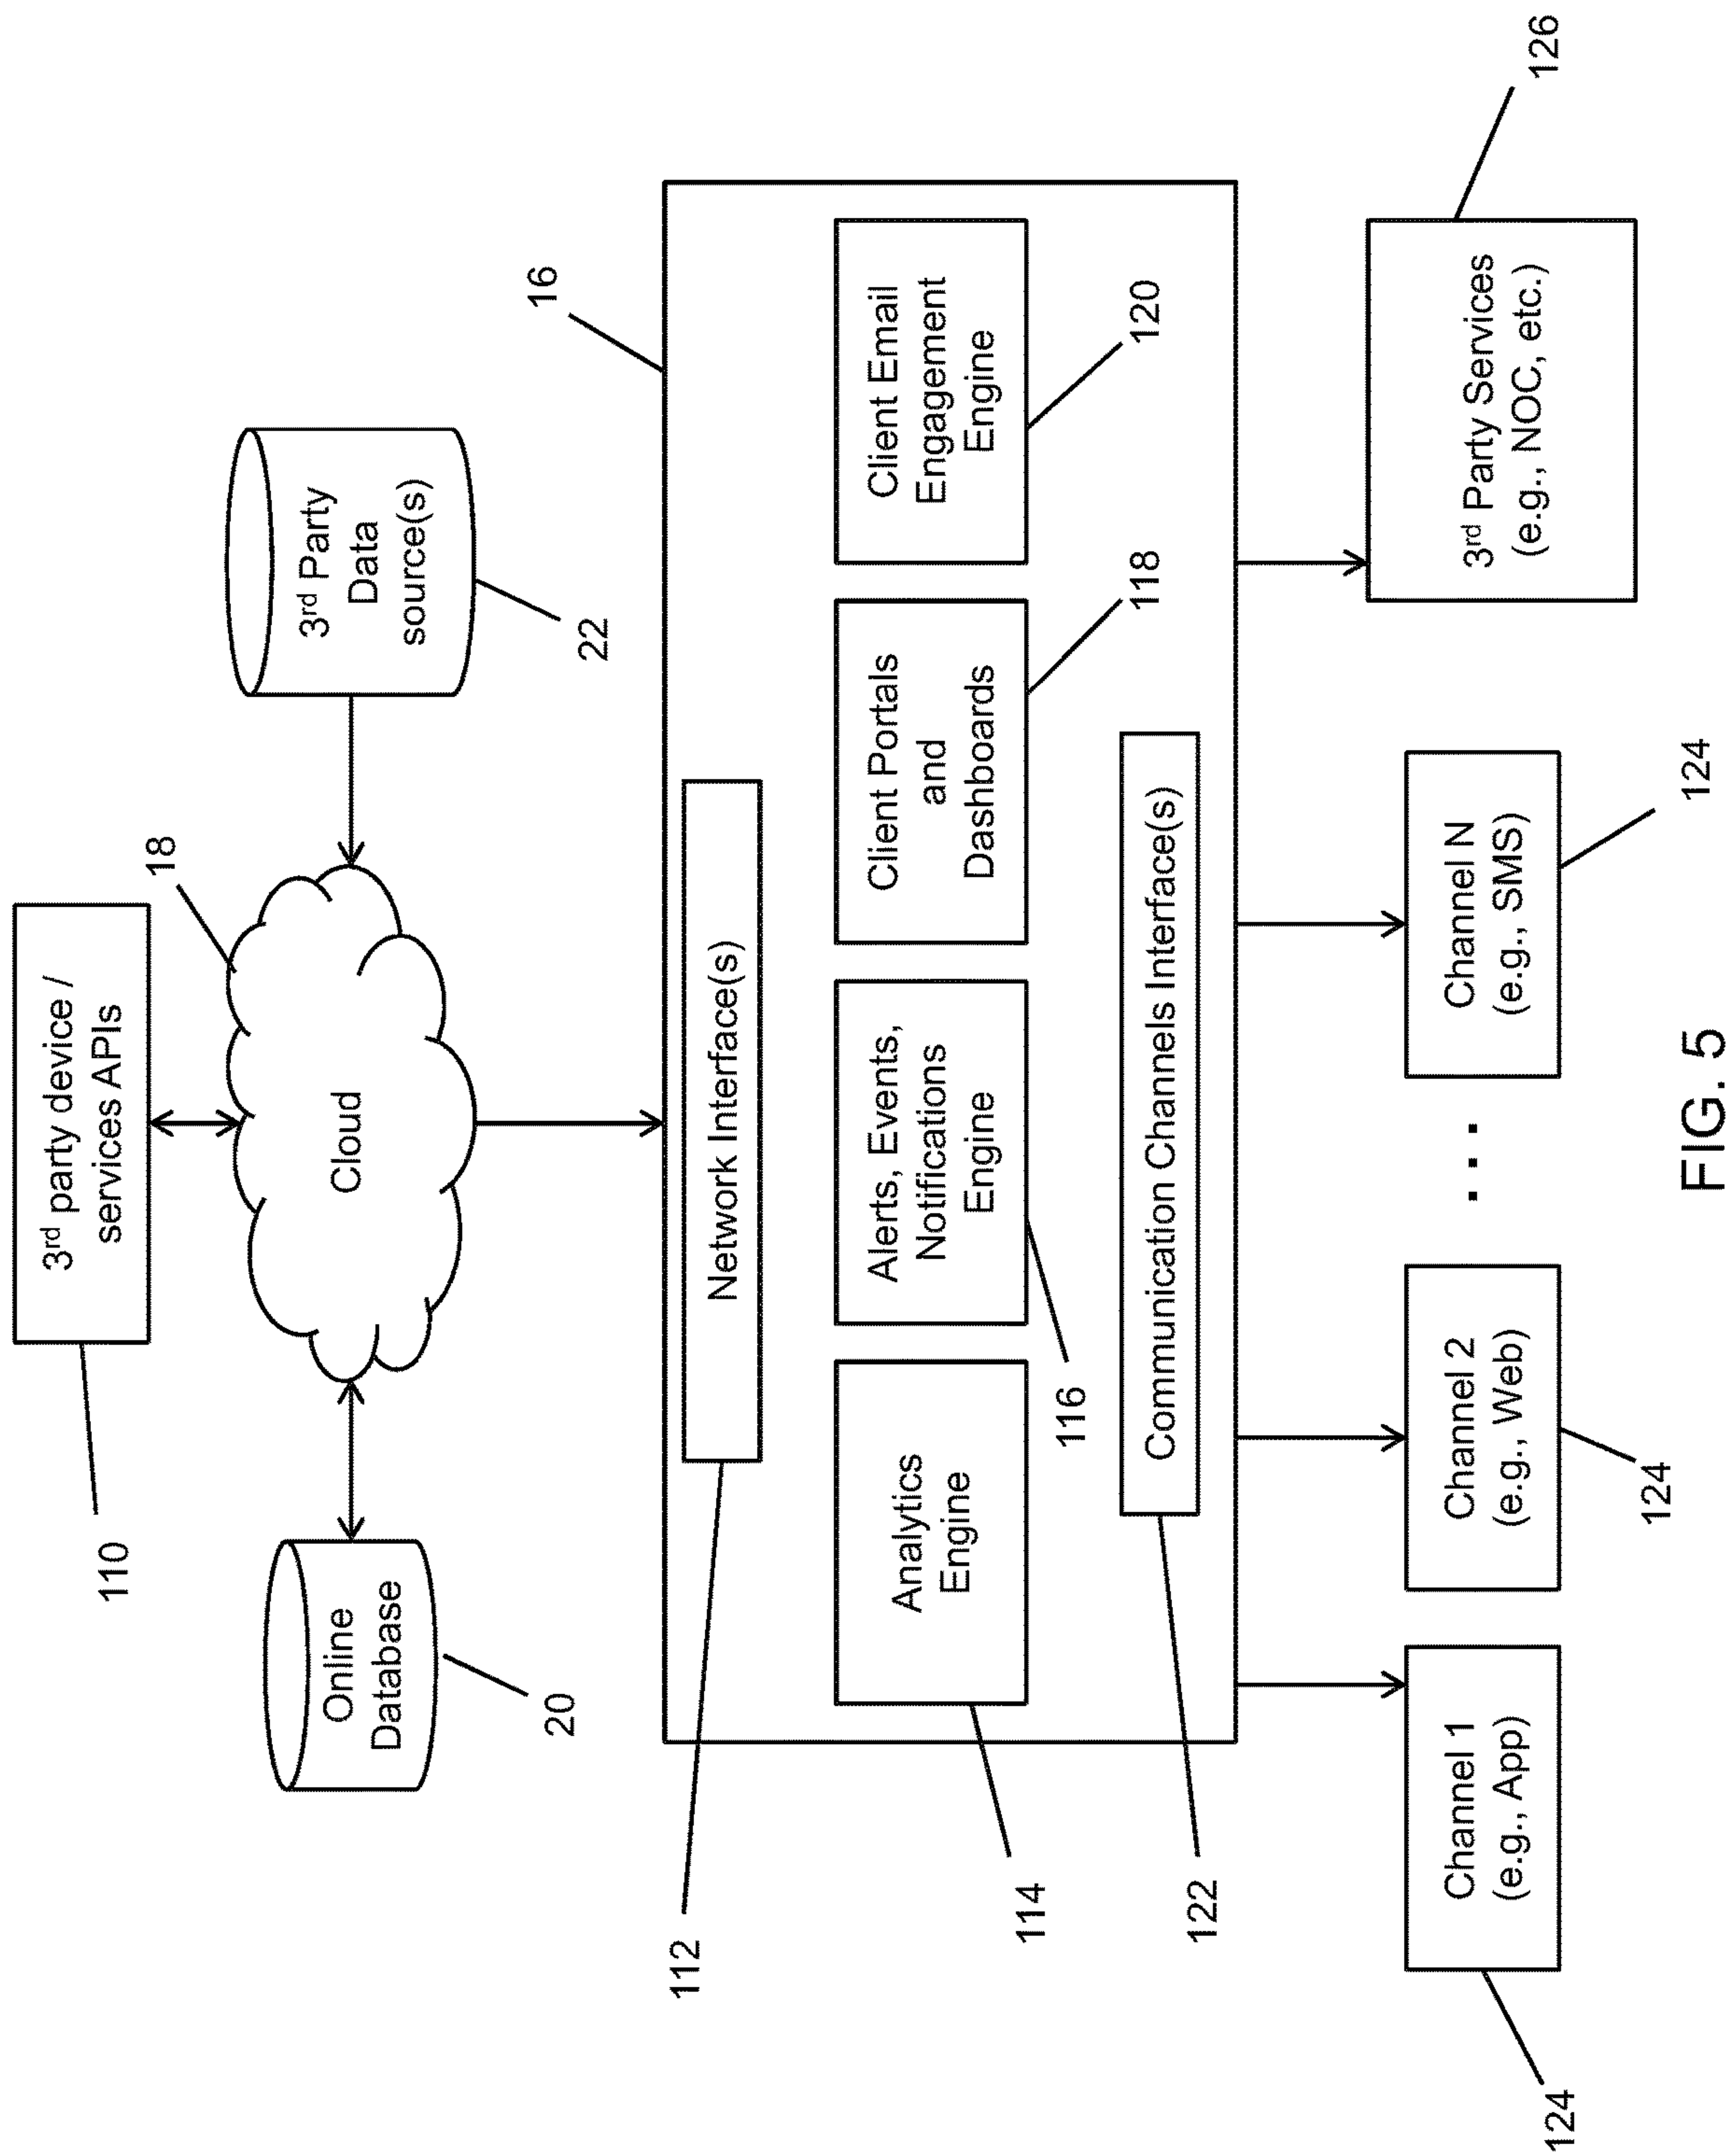 110
3rd party device /
services APIs
18
Cloud
Online
Database
20
3rd Party
Data
source(s)
22
16
112
Network Interface(s)
Analytics
Engine
114
Alerts, Events,
Notifications
Engine
116
Client Portals
and
Dashboards
118
Client Email
Engagement
Engine
120
Communication Channels Interface(s)
122
Channel 1
(e.g., App)
124
Channel 2
(e.g., Web)
124
. . .
Channel N
(e.g., SMS)
124
3rd Party Services
(e.g., NOC, etc.)
126
FIG. 5